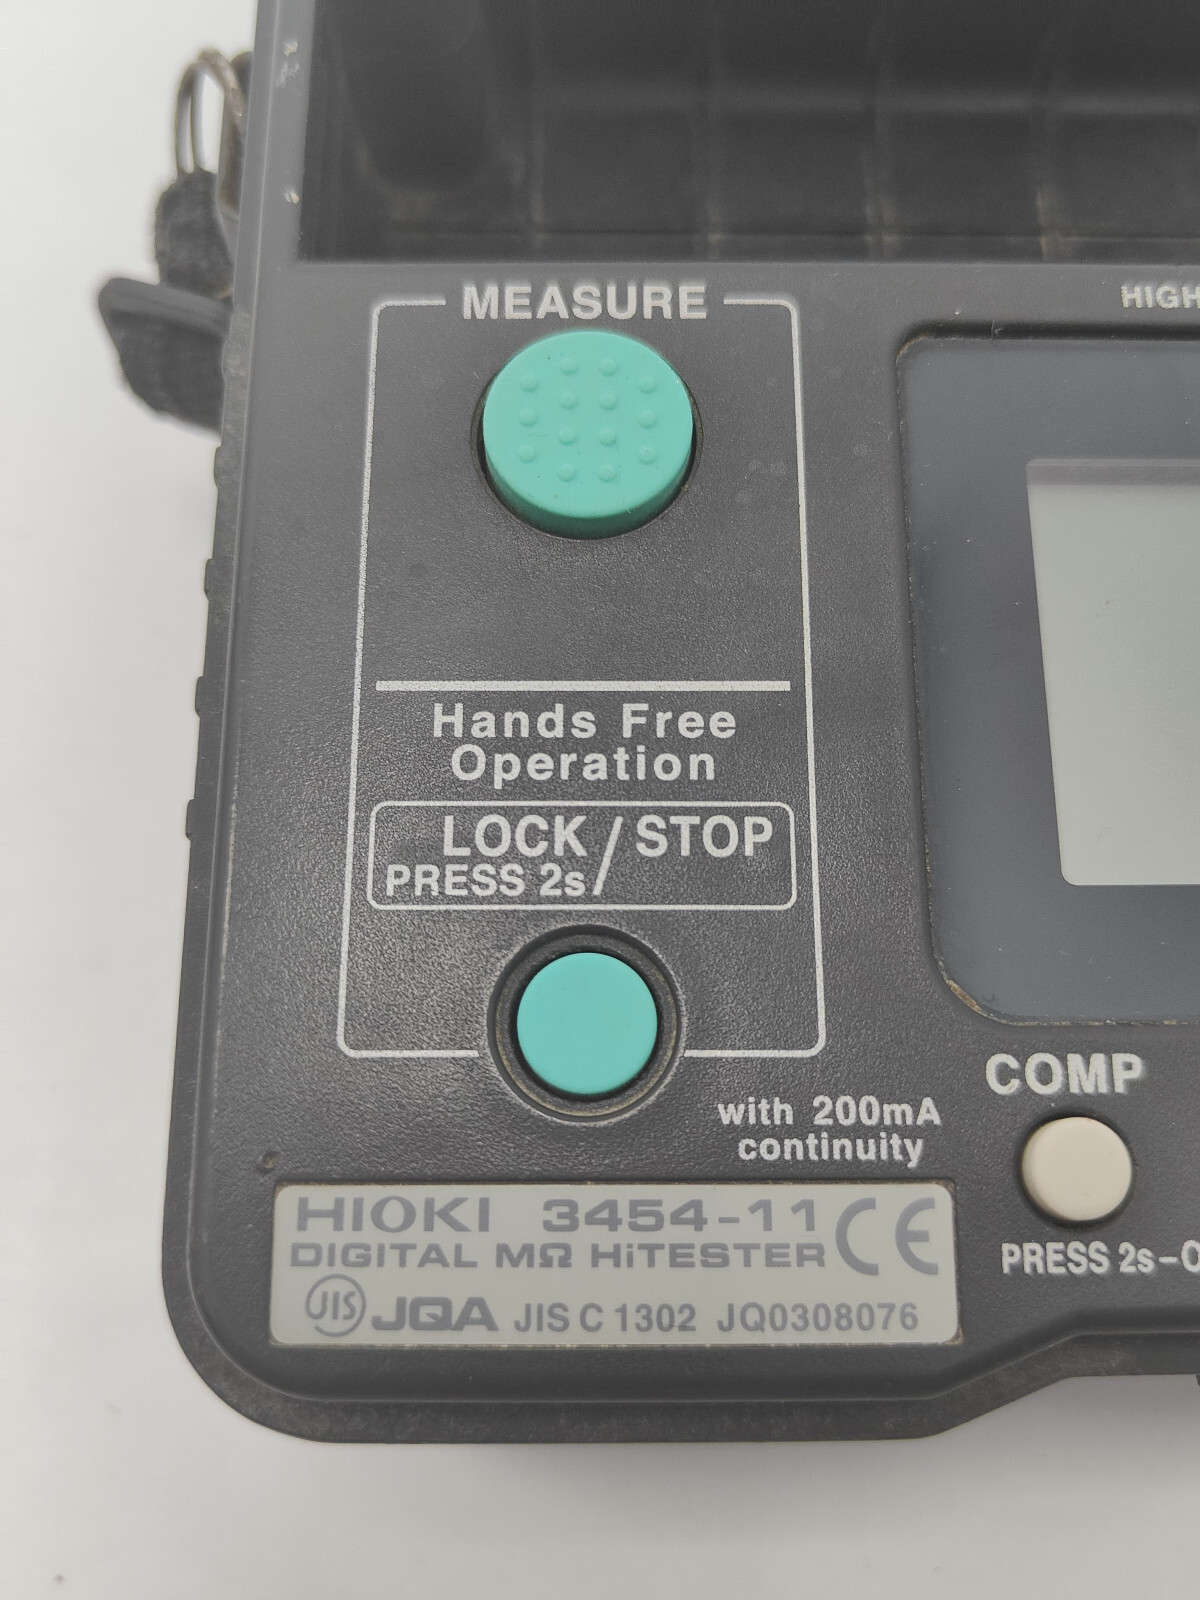 MEASURE
HIGH
Hands Free
Operation
LOCK / STOP
PRESS 2s
COMP
with 200mA
continuity
PRESS 2s-
HIOKI 3454-11 CE
DIGITAL MΩ HiTESTER
JIS JQA JIS C 1302 JQ0308076